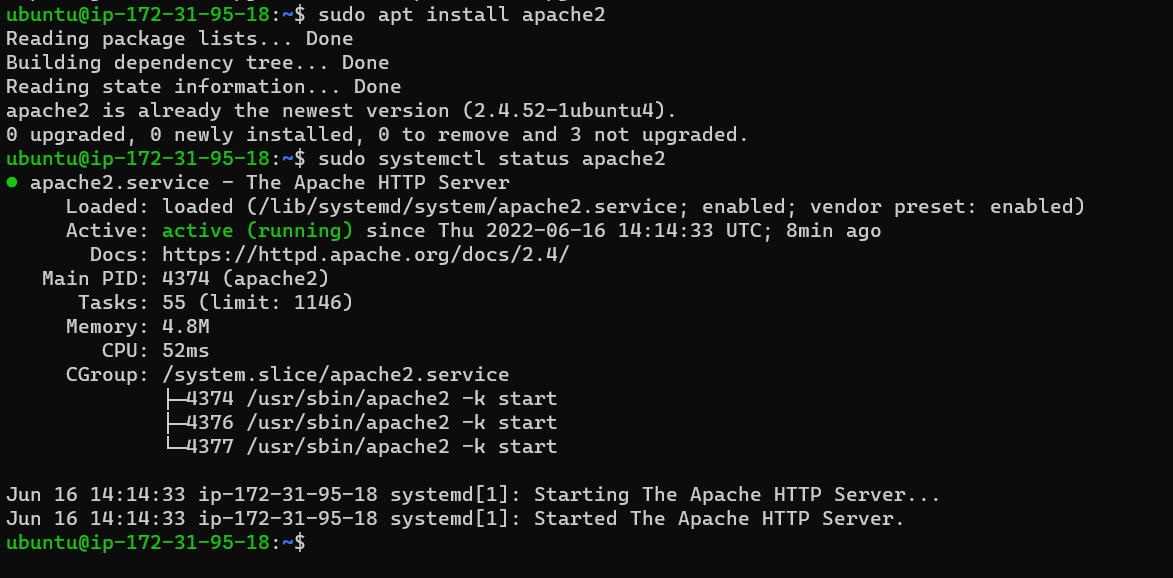 ubuntu@ip-172-31-95-18:~$ sudo apt install apache2
Reading package lists... Done
Building dependency tree... Done
Reading state information... Done
apache2 is already the newest version (2.4.52-1ubuntu4).
0 upgraded, 0 newly installed, 0 to remove and 3 not upgraded.
ubuntu@ip-172-31-95-18:~$ sudo systemctl status apache2
● apache2.service - The Apache HTTP Server
     Loaded: loaded (/lib/systemd/system/apache2.service; enabled; vendor preset: enabled)
     Active: active (running) since Thu 2022-06-16 14:14:33 UTC; 8min ago
       Docs: https://httpd.apache.org/docs/2.4/
   Main PID: 4374 (apache2)
      Tasks: 55 (limit: 1146)
     Memory: 4.8M
        CPU: 52ms
     CGroup: /system.slice/apache2.service
             ├─4374 /usr/sbin/apache2 -k start
             ├─4376 /usr/sbin/apache2 -k start
             └─4377 /usr/sbin/apache2 -k start

Jun 16 14:14:33 ip-172-31-95-18 systemd[1]: Starting The Apache HTTP Server...
Jun 16 14:14:33 ip-172-31-95-18 systemd[1]: Started The Apache HTTP Server.
ubuntu@ip-172-31-95-18:~$